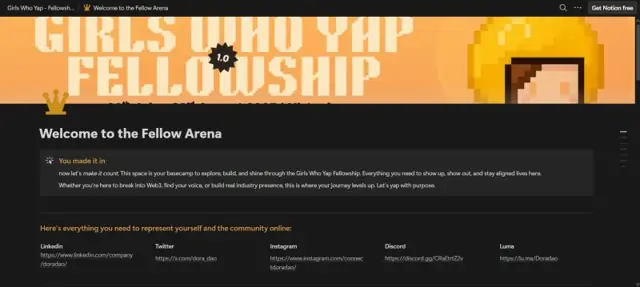 Girls Who Yap - Fellowsh... / Welcome to the Fellow Arena
Get Notion free
GIRLS WHO YAP
FELLOWSHIP
1.0
Welcome to the Fellow Arena
You made it in
now let's make it count. This space is your basecamp to explore, build, and shine through the Girls Who Yap Fellowship. Everything you need to show up, show out, and stay aligned lives here.
Whether you're here to break into Web3, find your voice, or build real industry presence, this is where your journey levels up. Let's yap with purpose.
Here's everything you need to represent yourself and the community online:
Linkedin
https://www.linkedin.com/company
/doradao/
Twitter
https://x.com/dora_dao
Instagram
https://www.instagram.com/connec
tdoradao/
Discord
https://discord.gg/CRaEtrtZ2v
Luma
https://lu.ma/Doradao